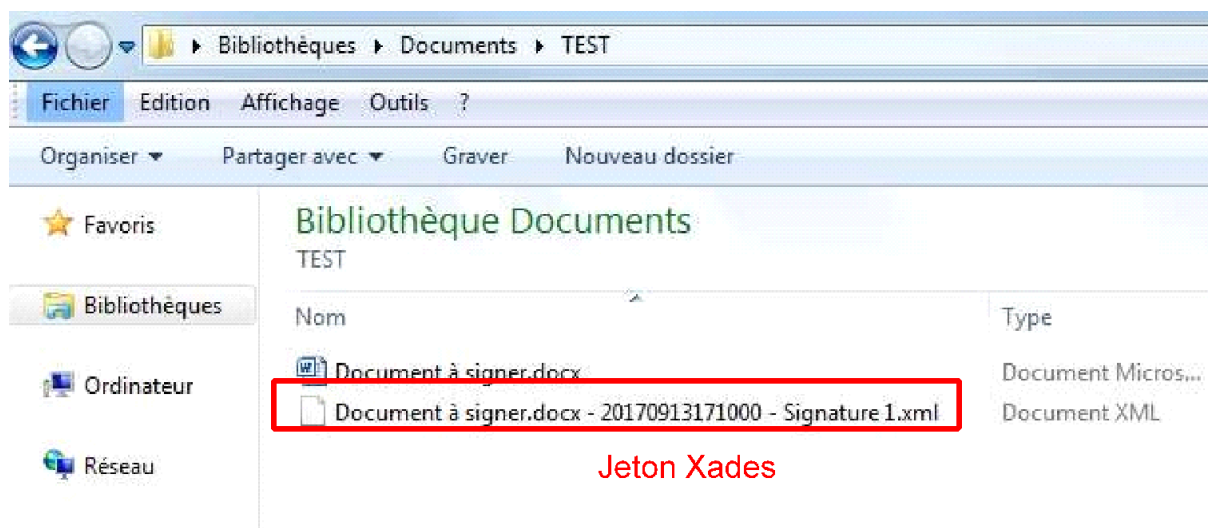 Bibliothèques Documents TEST
Fichier Edition Affichage Outils ?
Organiser Partager avec Graver Nouveau dossier
Favoris
Bibliothèque Documents
TEST
Bibliothèques
Nom Type
Ordinateur
Document à signer.docx Document Micros...
Document à signer.docx - 20170913171000 - Signature 1.xml Document XML
Réseau
Jeton Xades